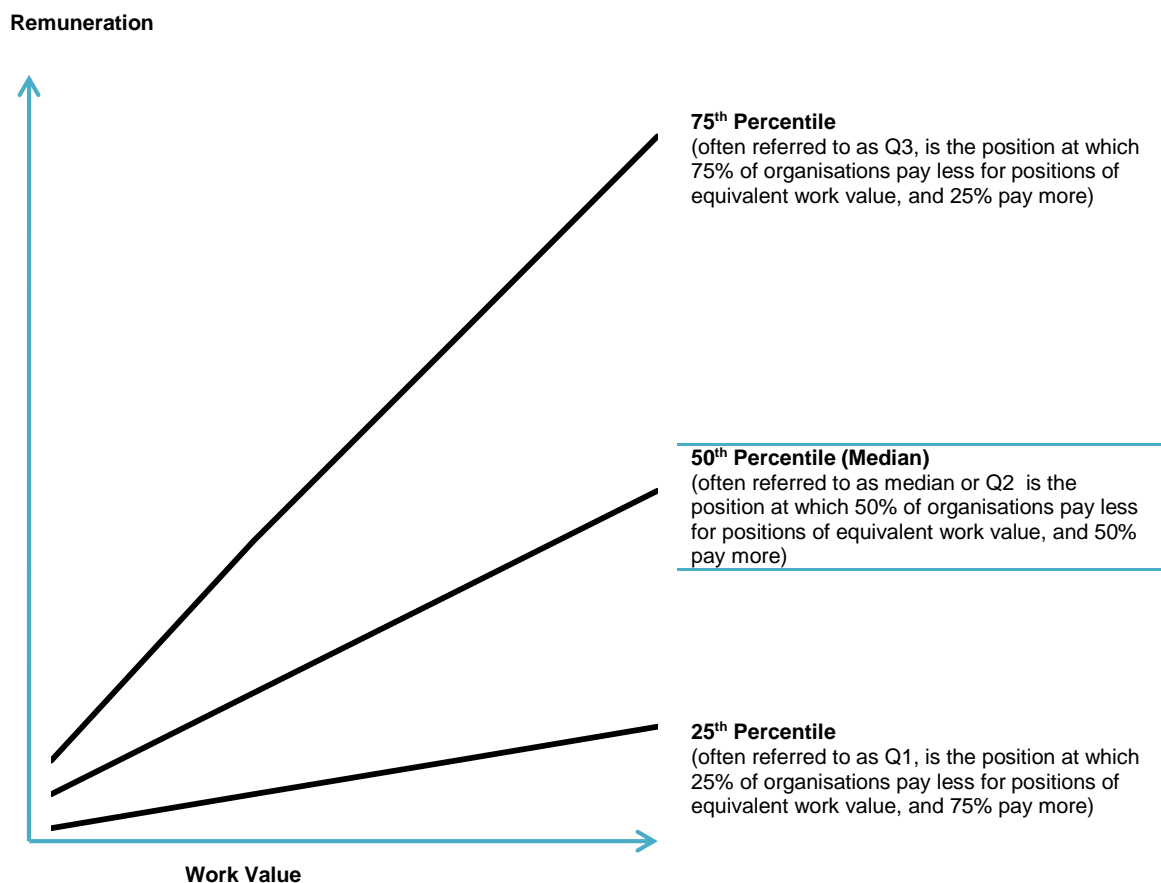 Remuneration
75th Percentile
(often referred to as Q3, is the position at which
75% of organisations pay less for positions of
equivalent work value, and 25% pay more)
50th Percentile (Median)
(often referred to as median or Q2  is the
position at which 50% of organisations pay less
for positions of equivalent work value, and 50%
pay more)
25th Percentile
(often referred to as Q1, is the position at which
25% of organisations pay less for positions of
equivalent work value, and 75% pay more)
Work Value